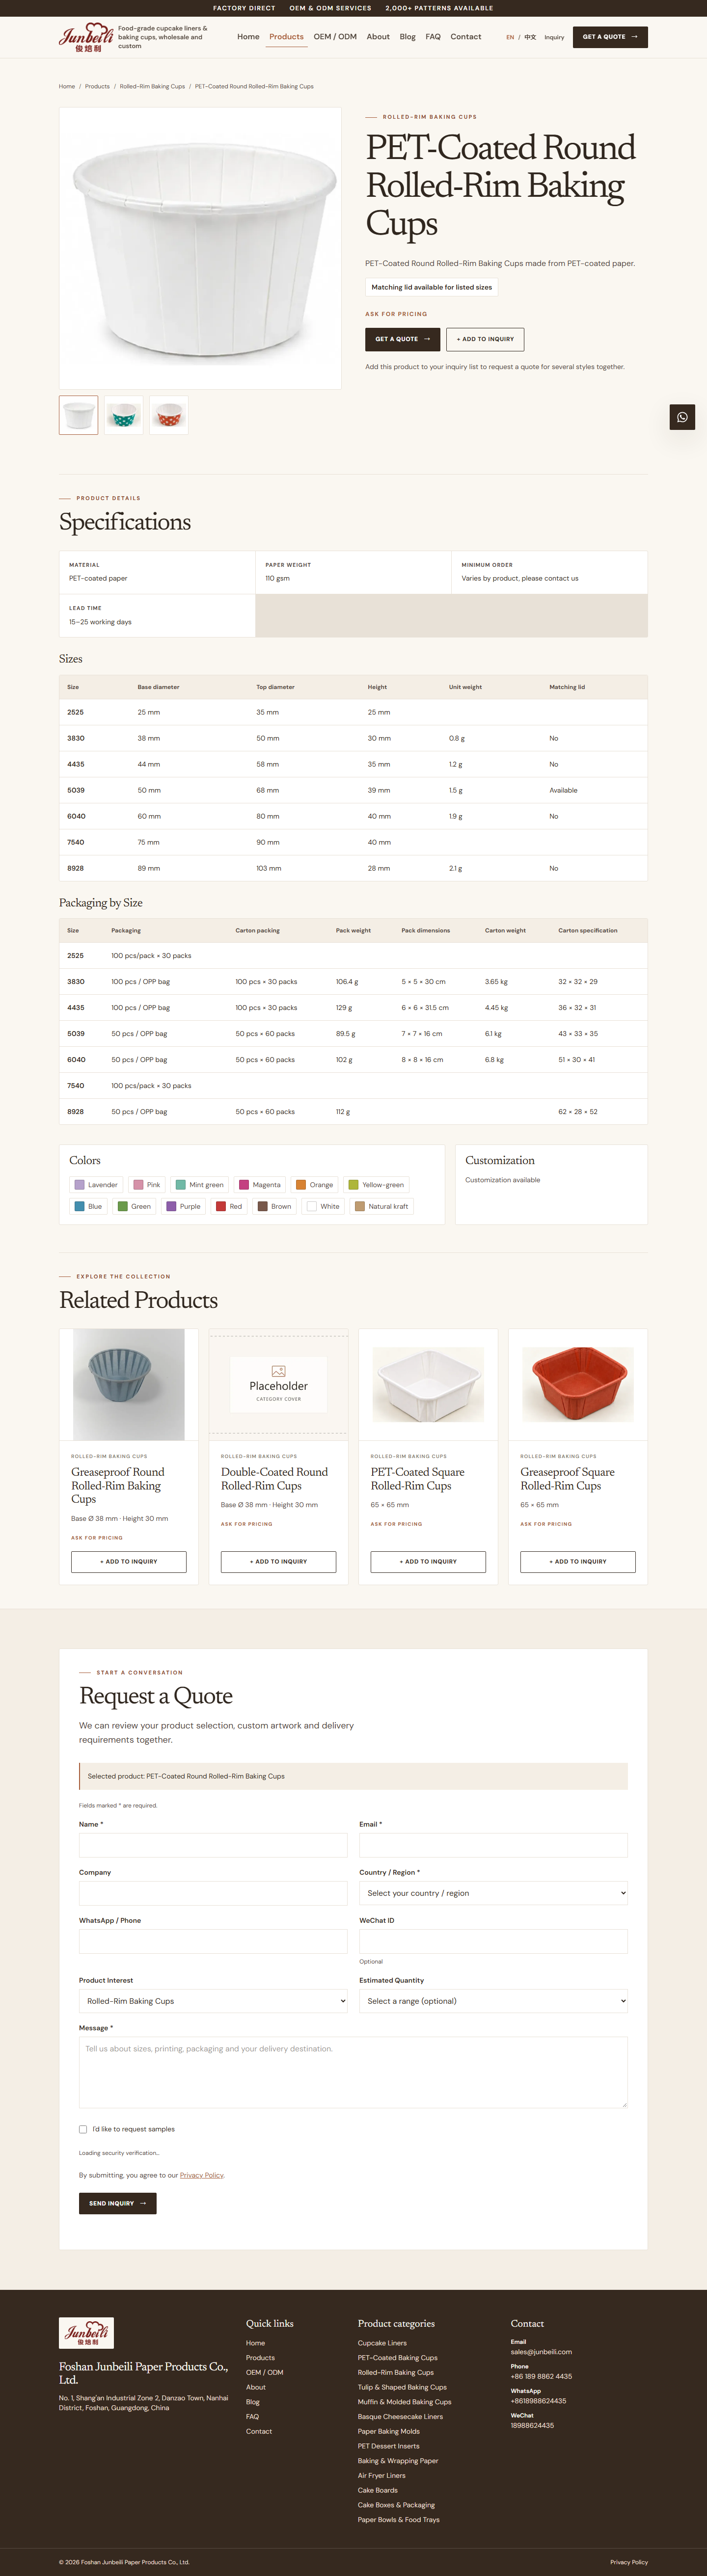 FACTORY DIRECT OEM & ODM SERVICES 2,000+ PATTERNS AVAILABLE
Junbeili
俊焙利
Food-grade cupcake liners &
baking cups, wholesale and
custom
Home Products OEM / ODM About Blog FAQ Contact
EN / 中文 Inquiry GET A QUOTE →
Home / Products / Rolled-Rim Baking Cups / PET-Coated Round Rolled-Rim Baking Cups
ROLLED-RIM BAKING CUPS
PET-Coated Round
Rolled-Rim Baking
Cups
PET-Coated Round Rolled-Rim Baking Cups made from PET-coated paper.
Matching lid available for listed sizes
ASK FOR PRICING
GET A QUOTE → + ADD TO INQUIRY
Add this product to your inquiry list to request a quote for several styles together.
PRODUCT DETAILS
Specifications
MATERIAL
PET-coated paper
PAPER WEIGHT
110 gsm
MINIMUM ORDER
Varies by product, please contact us
LEAD TIME
15–25 working days
Sizes
Size Base diameter Top diameter Height Unit weight Matching lid
2525 25 mm 35 mm 25 mm
3830 38 mm 50 mm 30 mm 0.8 g No
4435 44 mm 58 mm 35 mm 1.2 g No
5039 50 mm 68 mm 39 mm 1.5 g Available
6040 60 mm 80 mm 40 mm 1.9 g No
7540 75 mm 90 mm 40 mm
8928 89 mm 103 mm 28 mm 2.1 g No
Packaging by Size
Size Packaging Carton packing Pack weight Pack dimensions Carton weight Carton specification
2525 100 pcs/pack × 30 packs
3830 100 pcs / OPP bag 100 pcs × 30 packs 106.4 g 5 × 5 × 30 cm 3.65 kg 32 × 32 × 29
4435 100 pcs / OPP bag 100 pcs × 30 packs 129 g 6 × 6 × 31.5 cm 4.45 kg 36 × 32 × 31
5039 50 pcs / OPP bag 50 pcs × 60 packs 89.5 g 7 × 7 × 16 cm 6.1 kg 43 × 33 × 35
6040 50 pcs / OPP bag 50 pcs × 60 packs 102 g 8 × 8 × 16 cm 6.8 kg 51 × 30 × 41
7540 100 pcs/pack × 30 packs
8928 50 pcs / OPP bag 50 pcs × 60 packs 112 g 62 × 28 × 52
Colors
Lavender Pink Mint green Magenta Orange Yellow-green
Blue Green Purple Red Brown White Natural kraft
Customization
Customization available
EXPLORE THE COLLECTION
Related Products
ROLLED-RIM BAKING CUPS
Greaseproof Round
Rolled-Rim Baking
Cups
Base Ø 38 mm · Height 30 mm
ASK FOR PRICING
+ ADD TO INQUIRY
Placeholder
CATEGORY COVER
ROLLED-RIM BAKING CUPS
Double-Coated Round
Rolled-Rim Cups
Base Ø 38 mm · Height 30 mm
ASK FOR PRICING
+ ADD TO INQUIRY
ROLLED-RIM BAKING CUPS
PET-Coated Square
Rolled-Rim Cups
65 × 65 mm
ASK FOR PRICING
+ ADD TO INQUIRY
ROLLED-RIM BAKING CUPS
Greaseproof Square
Rolled-Rim Cups
65 × 65 mm
ASK FOR PRICING
+ ADD TO INQUIRY
START A CONVERSATION
Request a Quote
We can review your product selection, custom artwork and delivery
requirements together.
Selected product: PET-Coated Round Rolled-Rim Baking Cups
Fields marked * are required.
Name * Email *
Company Country / Region *
Select your country / region
WhatsApp / Phone WeChat ID
Optional
Product Interest Estimated Quantity
Rolled-Rim Baking Cups Select a range (optional)
Message *
Tell us about sizes, printing, packaging and your delivery destination.
I'd like to request samples
Loading security verification…
By submitting, you agree to our Privacy Policy.
SEND INQUIRY →
Junbeili
俊焙利
Foshan Junbeili Paper Products Co.,
Ltd.
No. 1, Shang'an Industrial Zone 2, Danzao Town, Nanhai
District, Foshan, Guangdong, China
Quick links
Home
Products
OEM / ODM
About
Blog
FAQ
Contact
Product categories
Cupcake Liners
PET-Coated Baking Cups
Rolled-Rim Baking Cups
Tulip & Shaped Baking Cups
Muffin & Molded Baking Cups
Basque Cheesecake Liners
Paper Baking Molds
PET Dessert Inserts
Baking & Wrapping Paper
Air Fryer Liners
Cake Boards
Cake Boxes & Packaging
Paper Bowls & Food Trays
Contact
Email
sales@junbeili.com
Phone
+86 189 8862 4435
WhatsApp
+8618988624435
WeChat
18988624435
© 2026 Foshan Junbeili Paper Products Co., Ltd. Privacy Policy